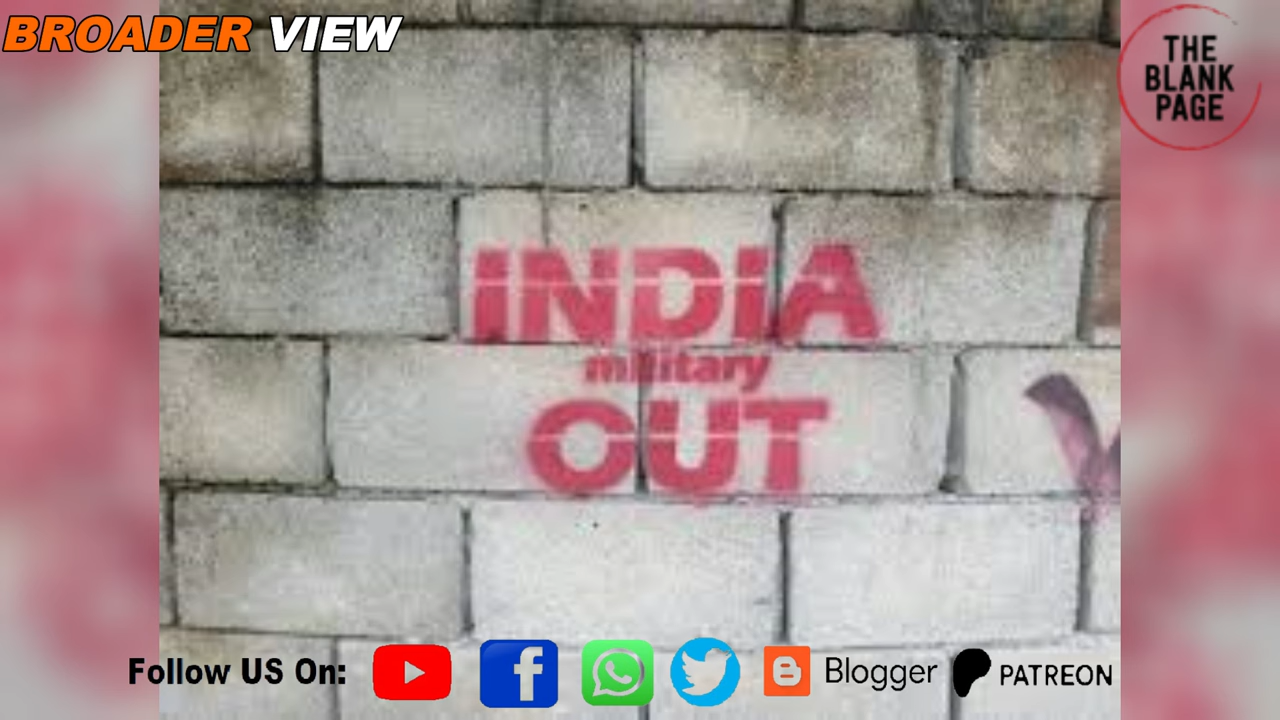 BROADER VIEW
THE
BLANK
PAGE
INDIA
military
OUT
Follow US On:
Blogger
PATREON